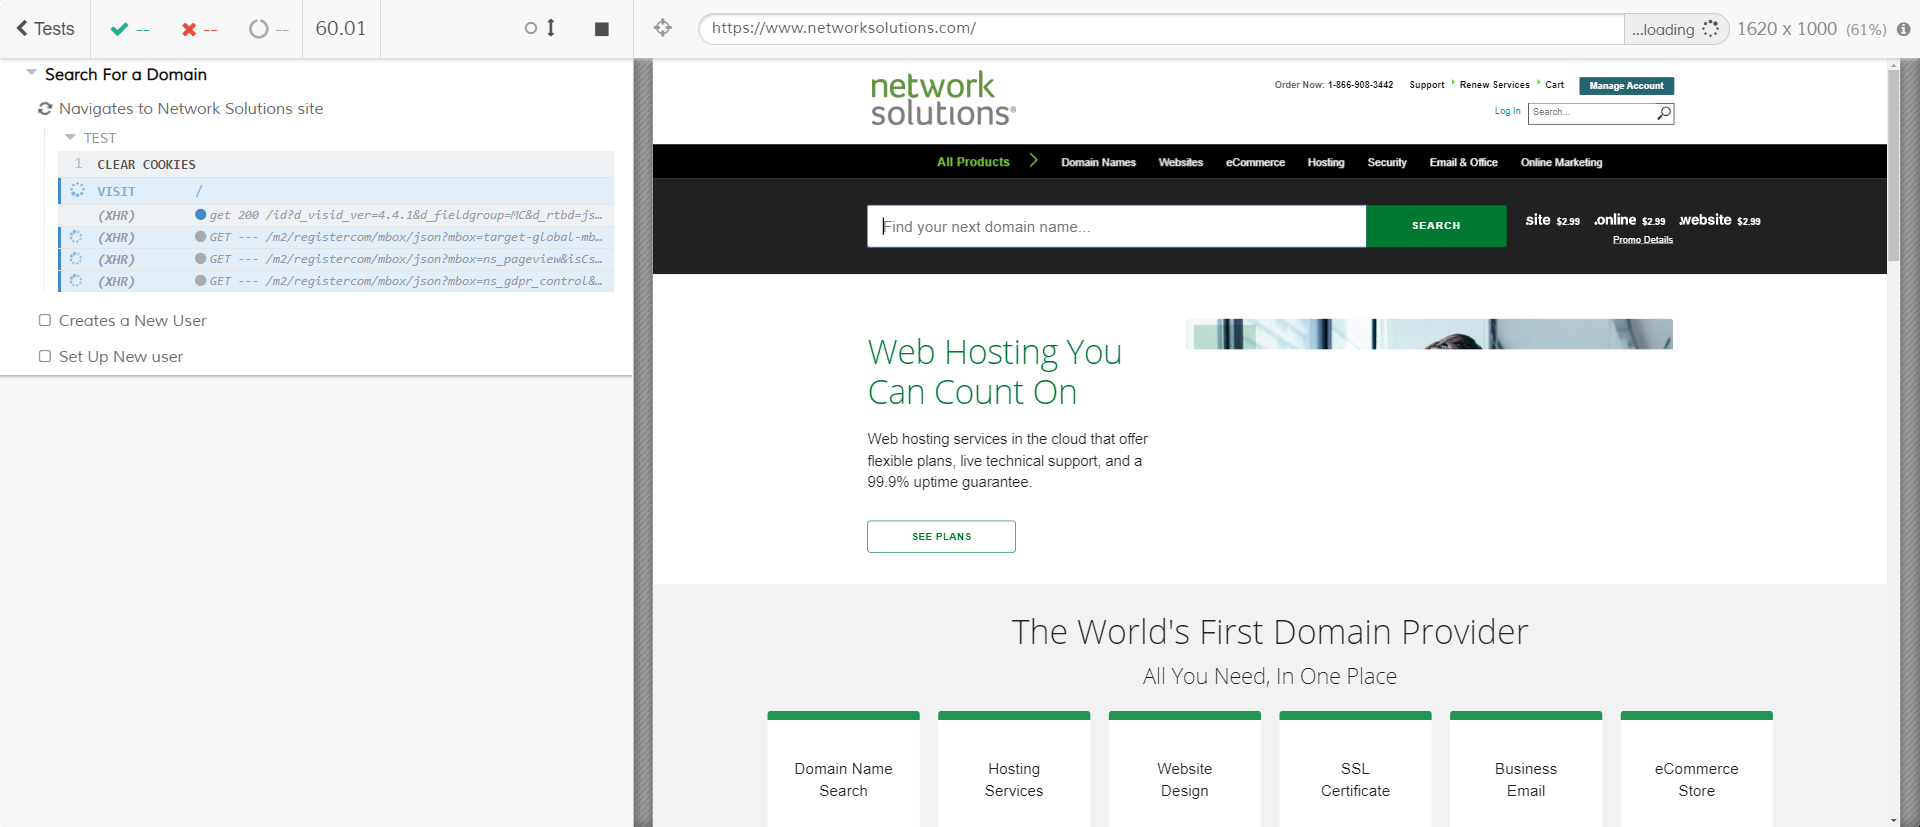 Tests
--
--
--
60.01
https://www.networksolutions.com/
...loading
1620 x 1000 (61%)
Search For a Domain
Navigates to Network Solutions site
TEST
1 CLEAR COOKIES
VISIT /
(XHR) get 200 /id?d_visid_ver=4.4.1&d_fieldgroup=MC&d_rtbd=js…
(XHR) GET --- /m2/registercom/mbox/json?mbox=target-global-mb…
(XHR) GET --- /m2/registercom/mbox/json?mbox=ns_pageview&isCs…
(XHR) GET --- /m2/registercom/mbox/json?mbox=ns_gdpr_control&…
Creates a New User
Set Up New user
network
solutions®
Order Now: 1-866-908-3442 Support Renew Services Cart Manage Account
Log In Search...
All Products Domain Names Websites eCommerce Hosting Security Email & Office Online Marketing
Find your next domain name... SEARCH
.site $2.99 .online $2.99 .website $2.99
Promo Details
Web Hosting You
Can Count On
Web hosting services in the cloud that offer
flexible plans, live technical support, and a
99.9% uptime guarantee.
SEE PLANS
The World's First Domain Provider
All You Need, In One Place
Domain Name
Search
Hosting
Services
Website
Design
SSL
Certificate
Business
Email
eCommerce
Store